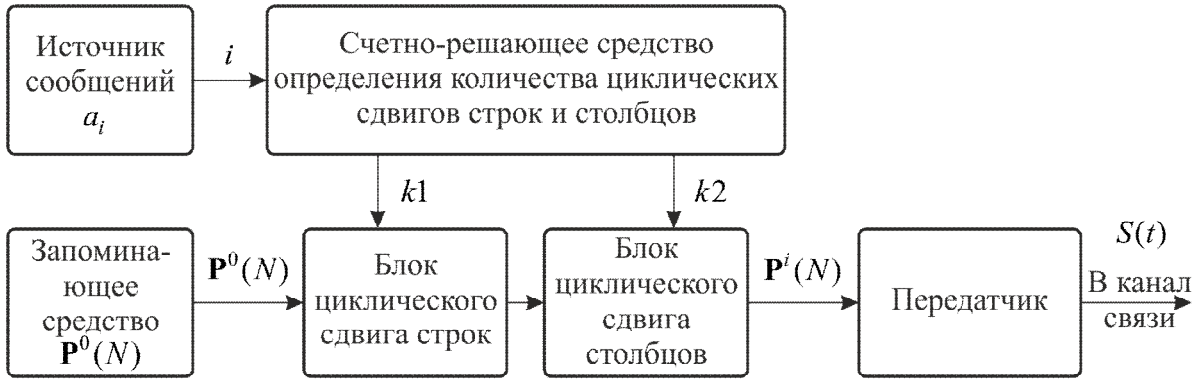 Источник
сообщений
a_i
i
Счетно-решающее средство
определения количества циклических
сдвигов строк и столбцов
k1
k2
Запомина-
ющее
средство
P⁰(N)
P⁰(N)
Блок
циклического
сдвига строк
Блок
циклического
сдвига
столбцов
Pⁱ(N)
Передатчик
S(t)
В канал
связи